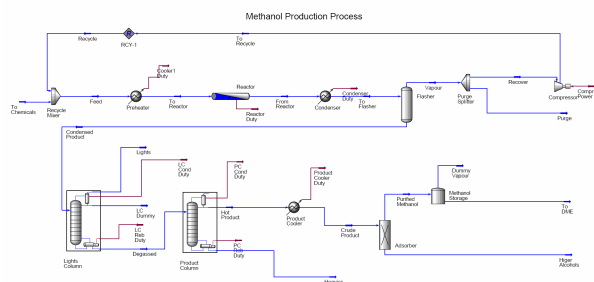 Methanol Production Process
Recycle
RCY-1
To
Recycle
Cooler1
Duty
Condenser
Duty
Vapour
Recover
Compressor
Compr
Power
To
Chemicals
Recycle
Mixer
Feed
Preheater
To
Reactor
Reactor
Reactor
Duty
From
Reactor
Condenser
To
Flasher
Flasher
Purge
Splitter
Purge
Condensed
Product
Lights
LC
Cond
Duty
PC
Cond
Duty
Product
Cooler
Duty
Dummy
Vapour
LC
Dummy
LC
Reb
Duty
Hot
Product
Product
Cooler
Crude
Product
Purified
Methanol
Methanol
Storage
To
DME
Lights
Column
Degassed
Product
Column
PC
Reb
Duty
Adsorber
Higer
Alcohols